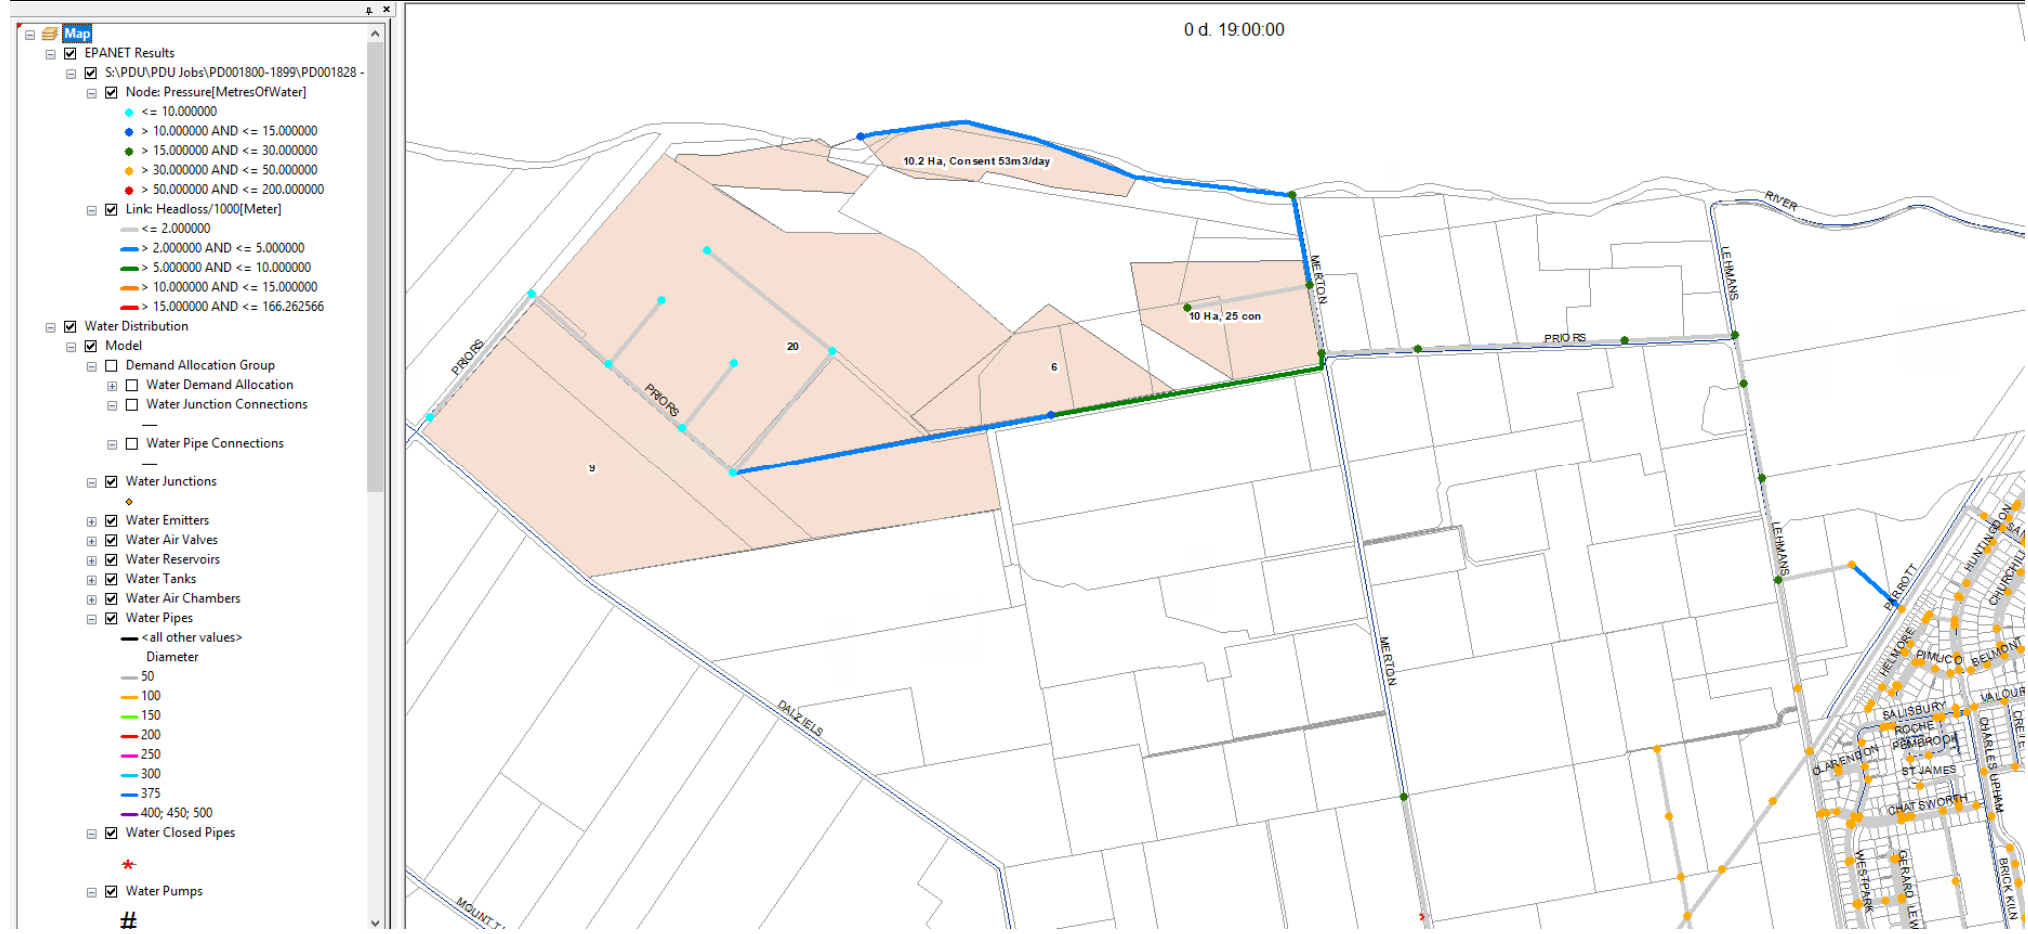 Map
EPANET Results
S:\PDU\PDU Jobs\PD001800-1899\PD001828 -
Node: Pressure[MetresOfWater]
<= 10.000000
> 10.000000 AND <= 15.000000
> 15.000000 AND <= 30.000000
> 30.000000 AND <= 50.000000
> 50.000000 AND <= 200.000000
Link: Headloss/1000[Meter]
<= 2.000000
> 2.000000 AND <= 5.000000
> 5.000000 AND <= 10.000000
> 10.000000 AND <= 15.000000
> 15.000000 AND <= 166.262566
Water Distribution
Model
Demand Allocation Group
Water Demand Allocation
Water Junction Connections
Water Pipe Connections
Water Junctions
Water Emitters
Water Air Valves
Water Reservoirs
Water Tanks
Water Air Chambers
Water Pipes
<all other values>
Diameter
50
100
150
200
250
300
375
400; 450; 500
Water Closed Pipes
Water Pumps
#
0 d. 19:00:00
10.2 Ha, Consent 53m3/day
RIVER
LEHMANS
MERTON
10 Ha, 25 con
PRIORS
PRIORS
20
6
PRIORS
9
LEHMANS
HUNTINGDON
CHURCHILL
PARROTT
HELMORE
PIMLICO
BELMONT
MERTON
VALOUR
SALISBURY
ROCHE
PEMBROOK
CLARENDON
ST JAMES
CHARLES UPHAM
CHATSWORTH
DALZIELS
WESTPARK
GERARD
BRICK KILN